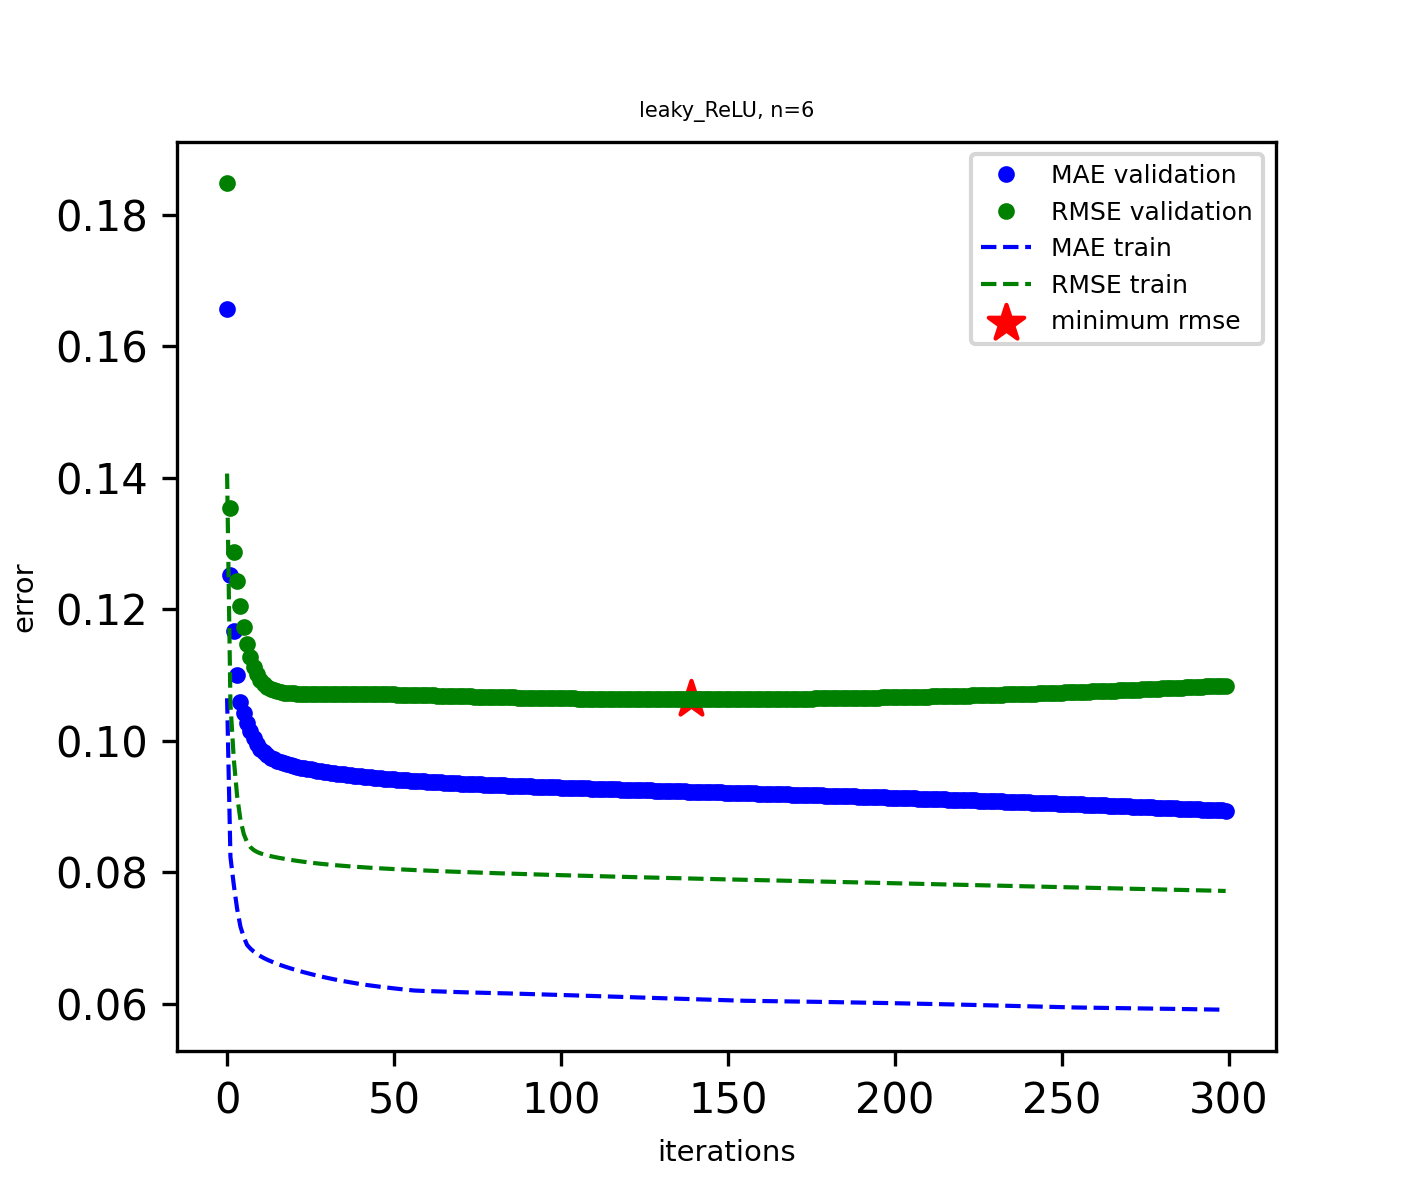 leaky_ReLU, n=6
MAE validation
RMSE validation
MAE train
RMSE train
minimum rmse
error
0.18
0.16
0.14
0.12
0.10
0.08
0.06
0 50 100 150 200 250 300
iterations